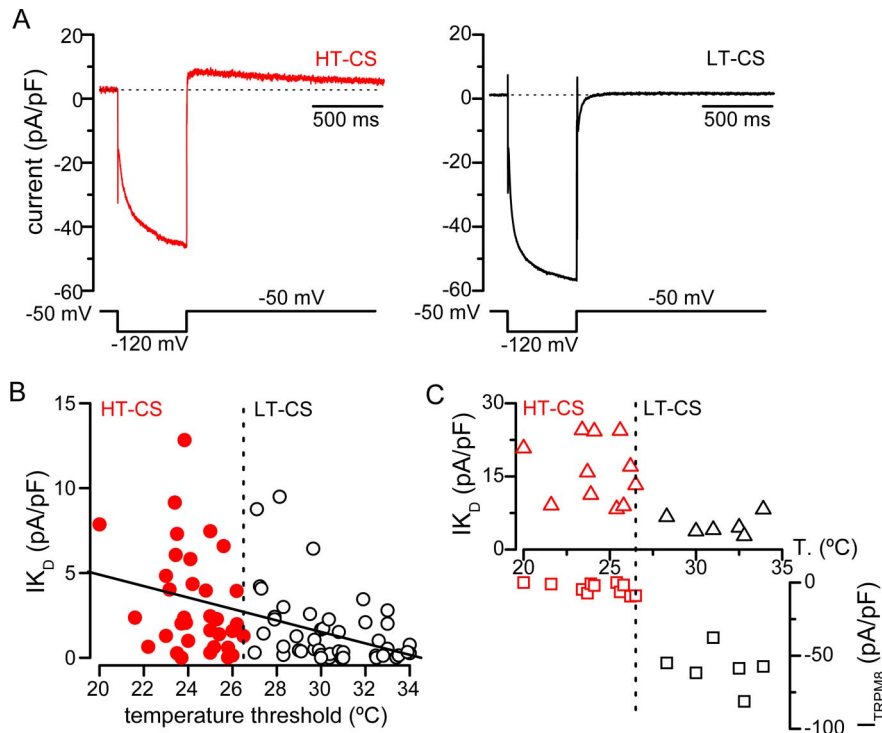 A
20
0
-20
-40
-60
current (pA/pF)
HT-CS
500 ms
-50 mV
-120 mV
-50 mV
20
0
-20
-40
-60
LT-CS
500 ms
-50 mV
-120 mV
-50 mV
B
HT-CS
LT-CS
15
10
5
0
IKD (pA/pF)
20 22 24 26 28 30 32 34
temperature threshold (ºC)
C
HT-CS
LT-CS
30
15
0
IKD (pA/pF)
20 25 30 35
T. (ºC)
0
-50
-100
ITRPM8 (pA/pF)